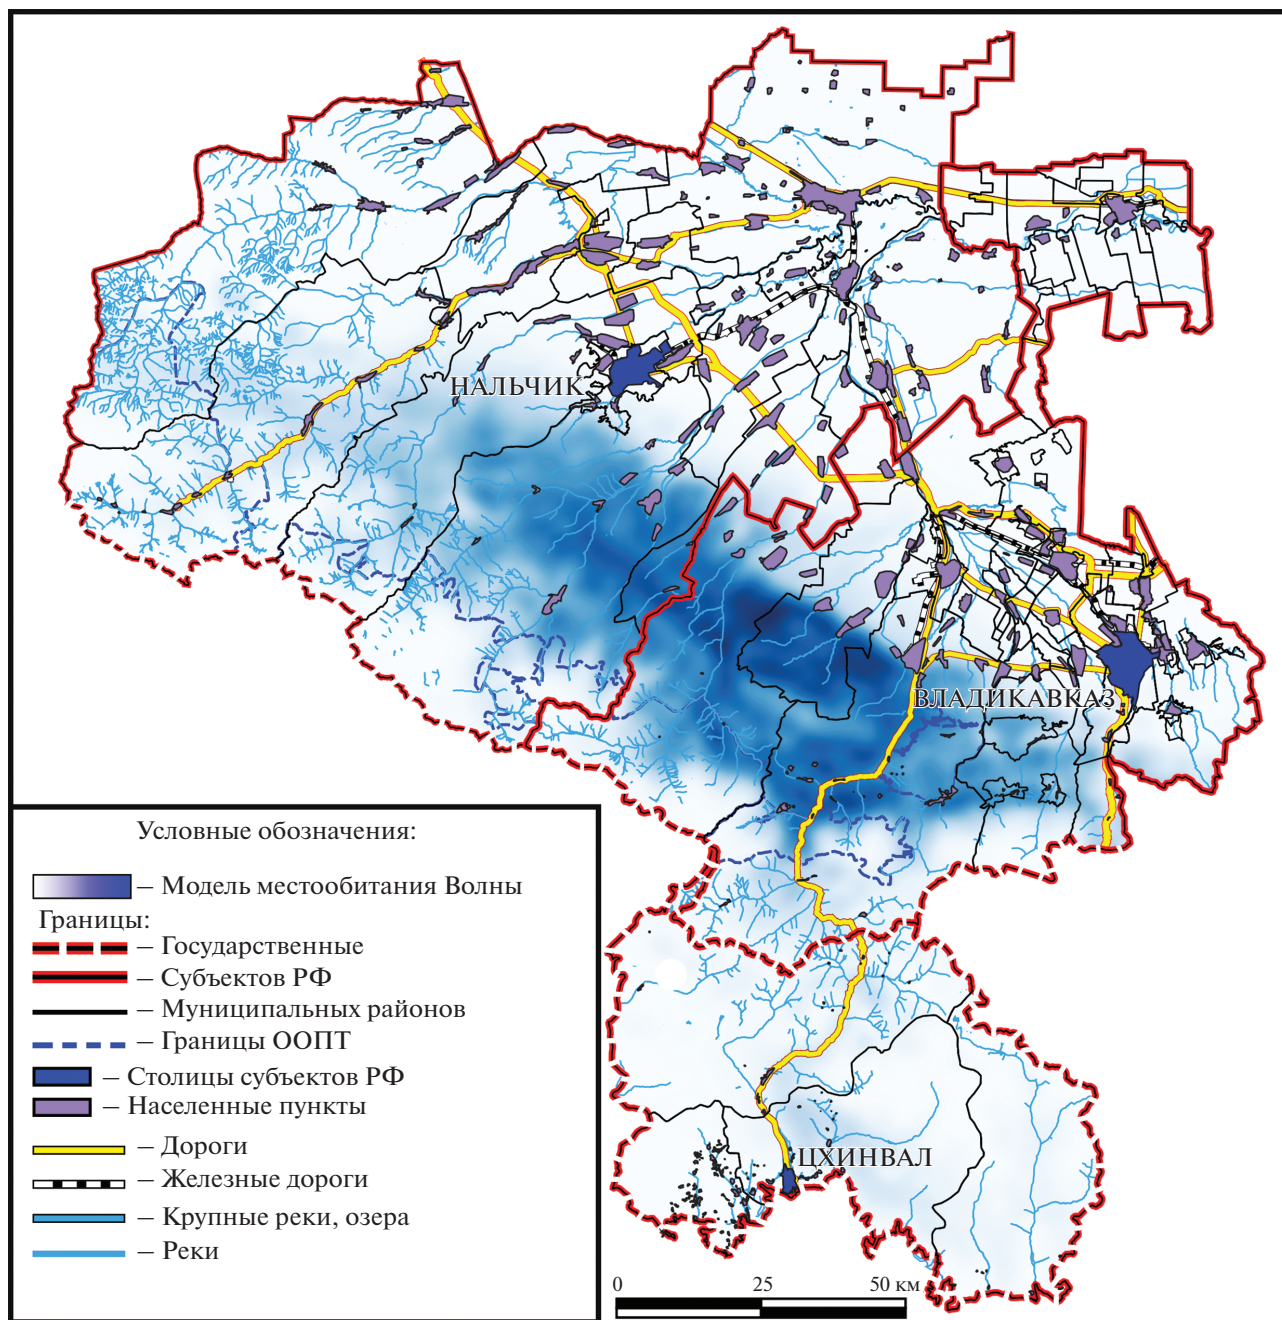 НАЛЬЧИК
ВЛАДИКАВКАЗ
ЦХИНВАЛ
Условные обозначения:
– Модель местообитания Волны
Границы:
– Государственные
– Субъектов РФ
– Муниципальных районов
– Границы ООПТ
– Столицы субъектов РФ
– Населенные пункты
– Дороги
– Железные дороги
– Крупные реки, озера
– Реки
0 25 50 км